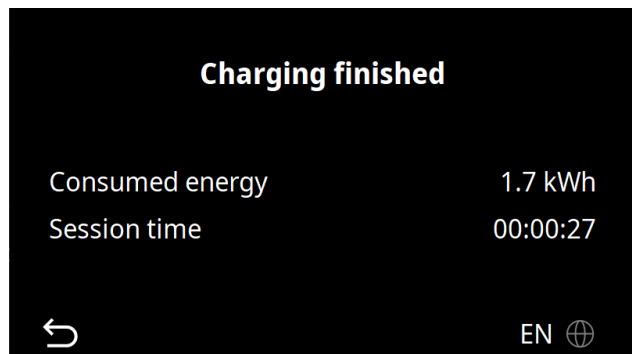 Charging finished
Consumed energy 1.7 kWh
Session time 00:00:27
EN